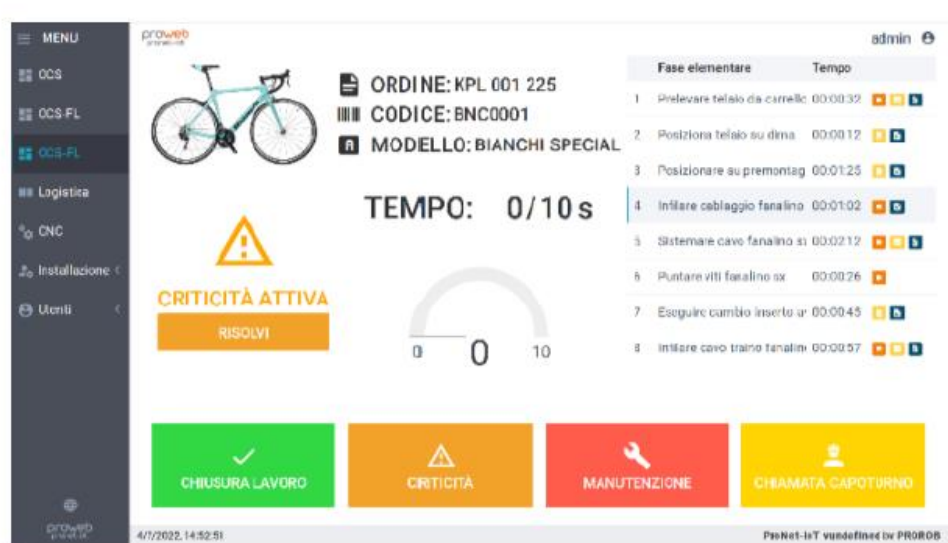 MENU
proweb
admin
OCS
OCS-FL
OCS-FL
Logistica
CNC
Installazione
Utenti
ORDINE: KPL 001 225
CODICE: BNC0001
MODELLO: BIANCHI SPECIAL
TEMPO: 0/10 s
CRITICITÀ ATTIVA
RISOLVI
0 0 10
Fase elementare Tempo
1 Prelevare telaio da carrello 00:00:32
2 Posiziona telaio su dima 00:00:12
3 Posizionare su premontag 00:01:25
4 Infilare cablaggio fanalino 00:01:02
5 Sistemare cavo fanalino sx 00:02:12
6 Puntare viti fanalino sx 00:00:26
7 Eseguire cambio inserto av 00:00:45
8 Infilare cavo traino fanalino 00:00:57
CHIUSURA LAVORO
CRITICITÀ
MANUTENZIONE
CHIAMATA CAPOTURNO
proweb
4/7/2022, 14:52:51
ProNet-IoT vundefined by PROROB